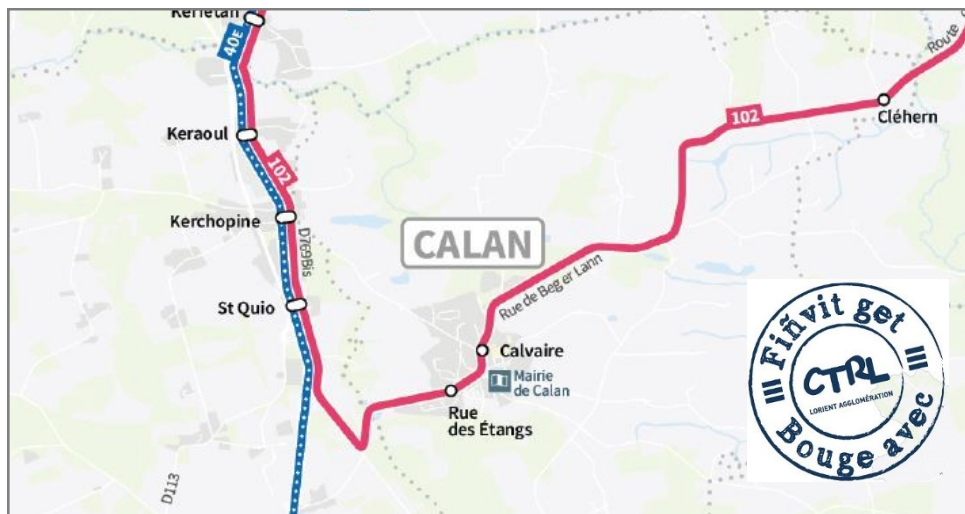 Kerletan
40E
Keraoul
102
Kerchopine
D769Bis
St Quio
D113
CALAN
Rue de Beg er Lann
Calvaire
Mairie
de Calan
Rue
des Étangs
102
Cléhern
Route
Fiñvit get
CTRL
LORIENT AGGLOMÉRATION
Bouge avec